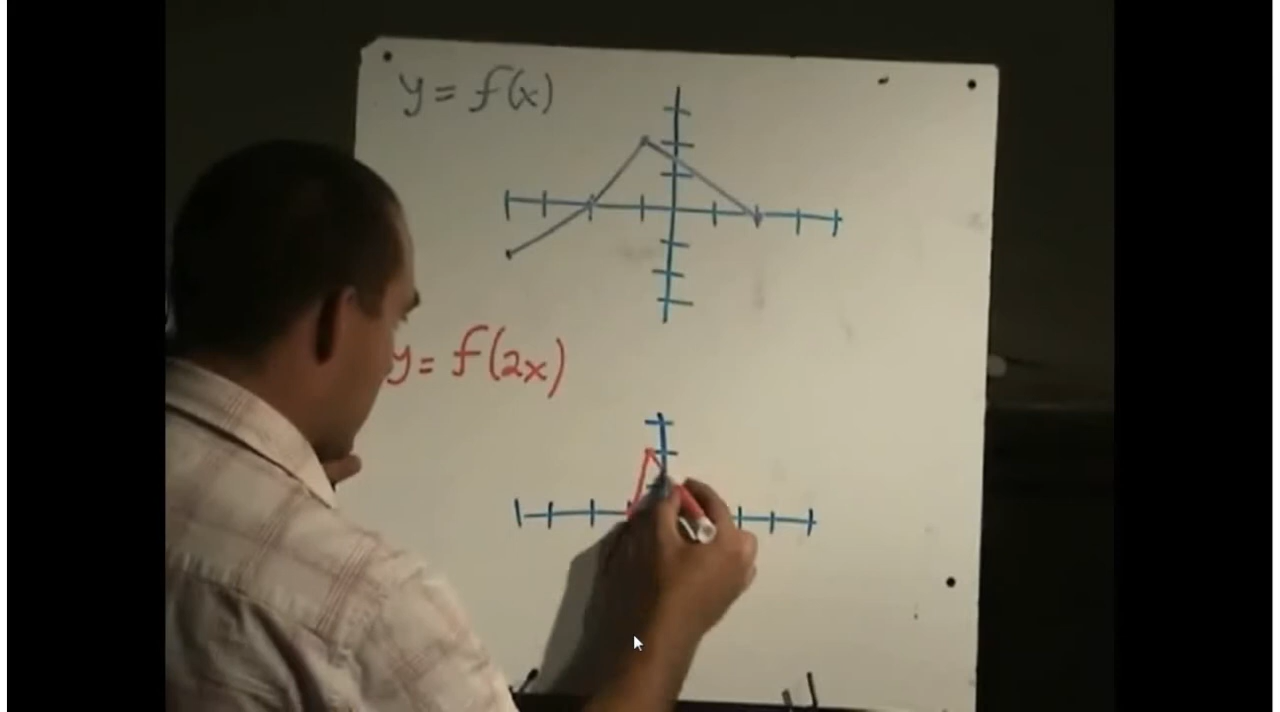 y = f(x)
y = f(2x)